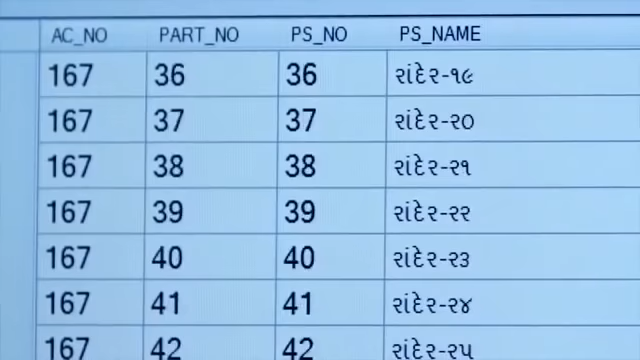 AC_NO PART_NO PS_NO PS_NAME
167 36 36 રાંદેર-૧૯
167 37 37 રાંદેર-૨૦
167 38 38 રાંદેર-૨૧
167 39 39 રાંદેર-૨૨
167 40 40 રાંદેર-૨૩
167 41 41 રાંદેર-૨૪
167 42 42 રાંદેર-૨૫